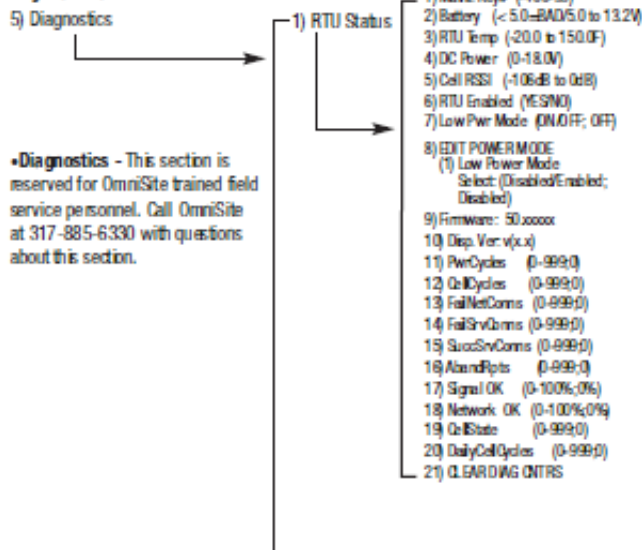 5) Diagnostics
•Diagnostics - This section is
reserved for OmniSite trained field
service personnel. Call OmniSite
at 317-885-6330 with questions
about this section.
1) RTU Status
2) Battery (< 5.0=BAD/5.0 to 13.2V)
3) RTU Temp (-20.0 to 150.0F)
4) DC Power (0-18.0V)
5) Cell RSSI (-106dB to 0dB)
6) RTU Enabled (YES/NO)
7) Low Pwr Mode (ON/OFF; OFF)
8) EDIT POWER MODE
(1) Low Power Mode
Select: (Disabled/Enabled;
Disabled)
9) Firmware: 50.xxxxx
10) Disp. Ver: v(x.x)
11) PwrCycles (0-999;0)
12) CellCycles (0-999;0)
13) FailNetComms (0-999;0)
14) FailSrvComms (0-999;0)
15) SuccSrvComms (0-999;0)
16) AbandRpts (0-999;0)
17) Signal OK (0-100%;0%)
18) Network OK (0-100%;0%)
19) CellState (0-999;0)
20) DailyCellCycles (0-999;0)
21) CLEAR DIAG CNTRS